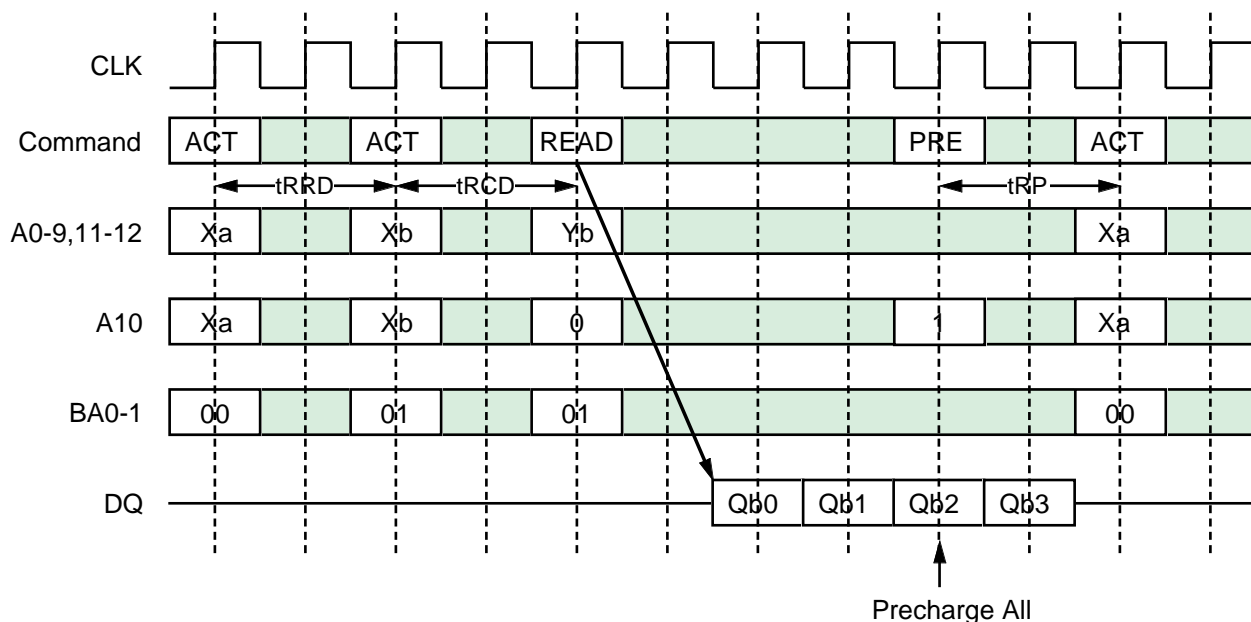 CLK
Command ACT ACT READ PRE ACT
tRRD tRCD tRP
A0-9,11-12 Xa Xb Yb Xa
A10 Xa Xb 0 1 Xa
BA0-1 00 01 01 00
DQ Qb0 Qb1 Qb2 Qb3
Precharge All